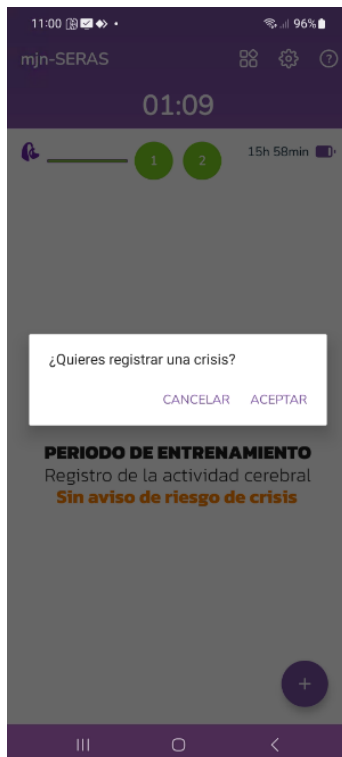 11:00
96%
mjn-SERAS
01:09
1
2
15h 58min
¿Quieres registrar una crisis?
CANCELAR
ACEPTAR
PERIODO DE ENTRENAMIENTO
Registro de la actividad cerebral
Sin aviso de riesgo de crisis